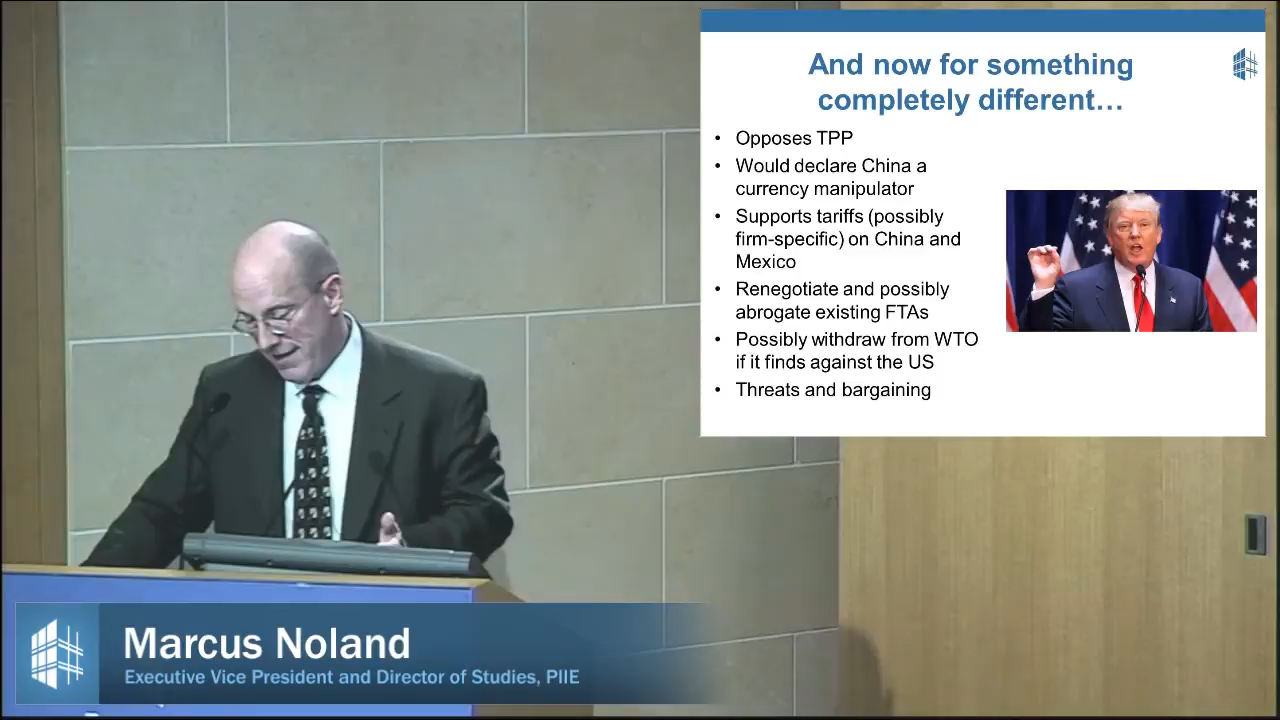 And now for something
completely different…
• Opposes TPP
• Would declare China a
currency manipulator
• Supports tariffs (possibly
firm-specific) on China and
Mexico
• Renegotiate and possibly
abrogate existing FTAs
• Possibly withdraw from WTO
if it finds against the US
• Threats and bargaining
Marcus Noland
Executive Vice President and Director of Studies, PIIE